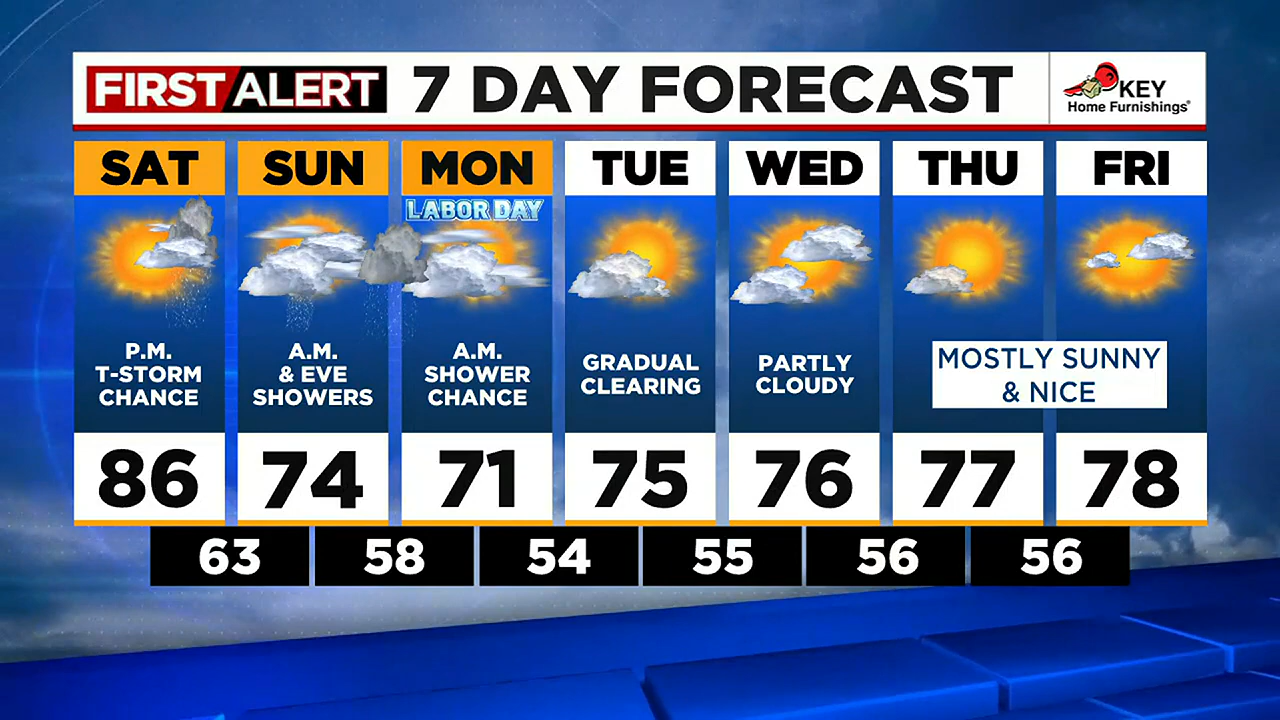 FIRST ALERT 7 DAY FORECAST
KEY
Home Furnishings®
SAT
P.M.
T-STORM
CHANCE
86
SUN
A.M.
& EVE
SHOWERS
74
MON
LABOR DAY
A.M.
SHOWER
CHANCE
71
TUE
GRADUAL
CLEARING
75
WED
PARTLY
CLOUDY
76
THU
FRI
MOSTLY SUNNY
& NICE
77
78
63
58
54
55
56
56